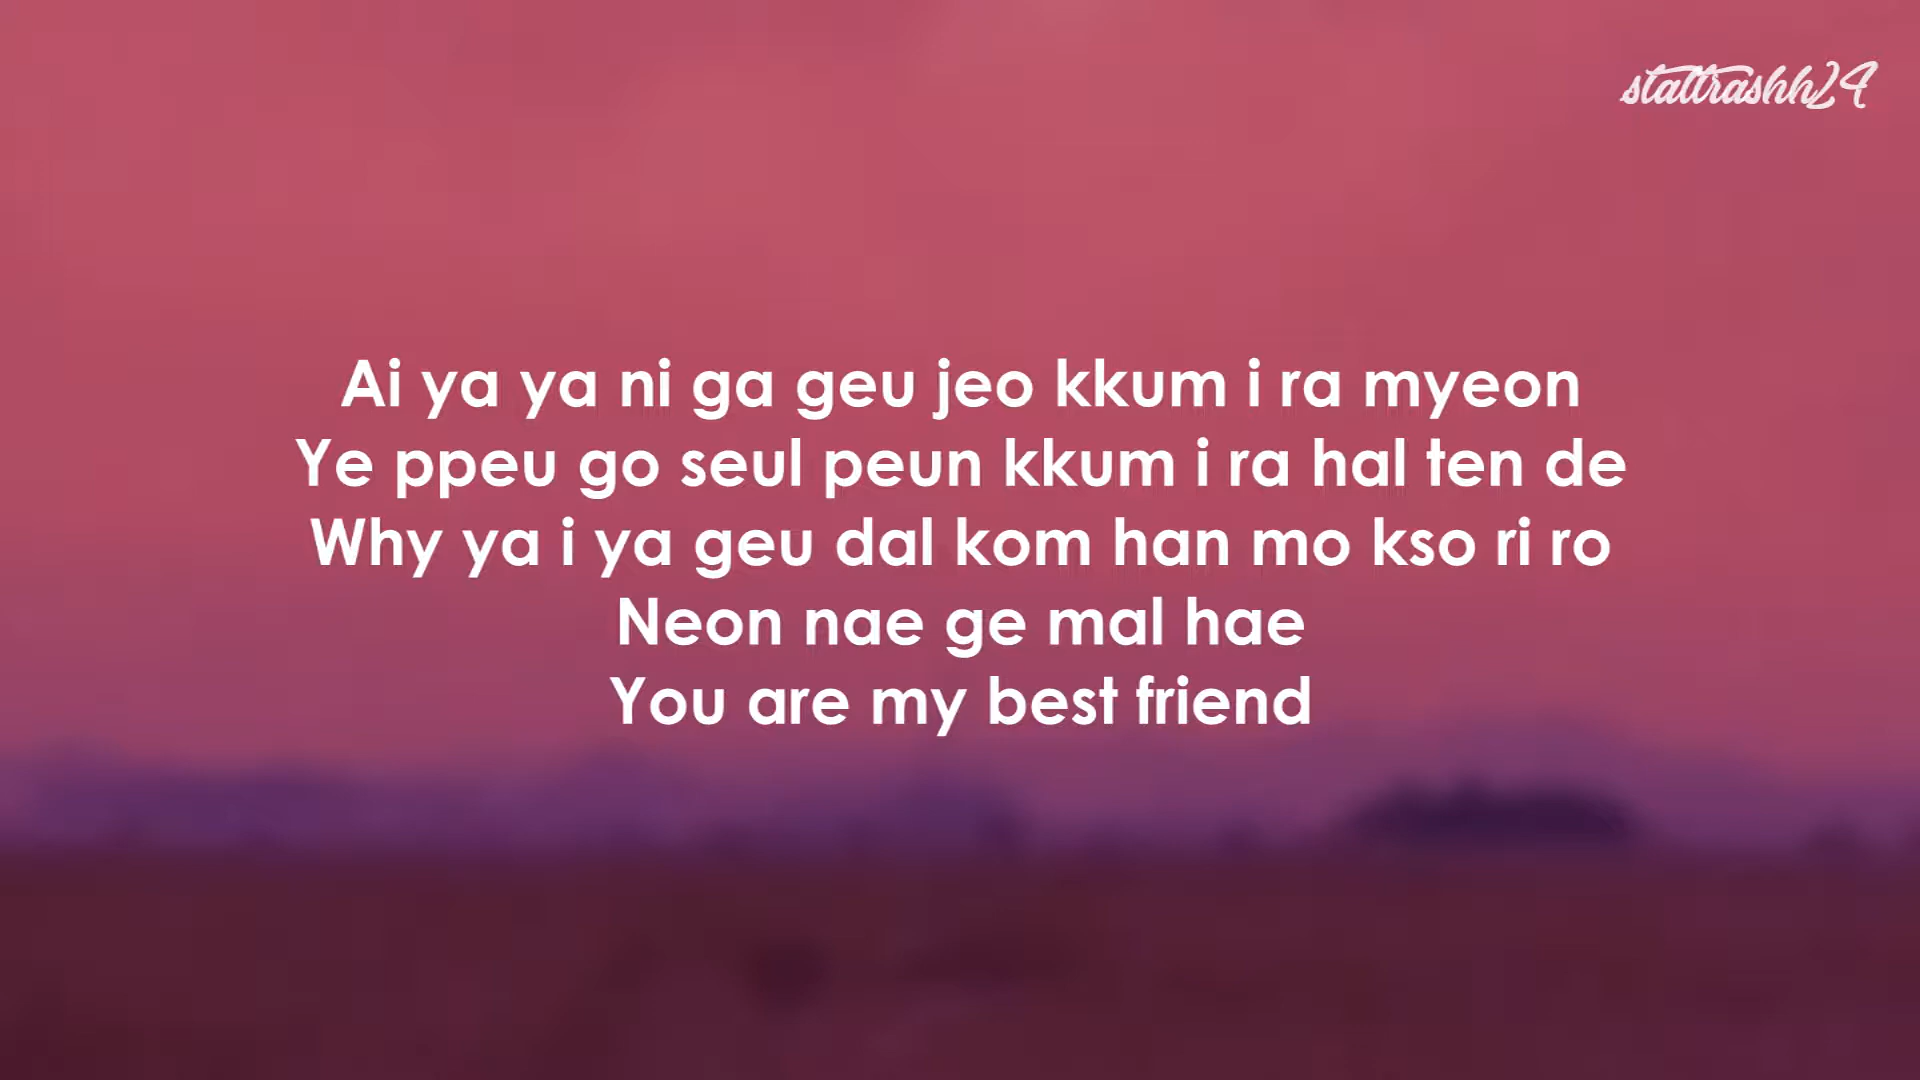 stattrashh24
Ai ya ya ni ga geu jeo kkum i ra myeon
Ye ppeu go seul peun kkum i ra hal ten de
Why ya i ya geu dal kom han mo kso ri ro
Neon nae ge mal hae
You are my best friend